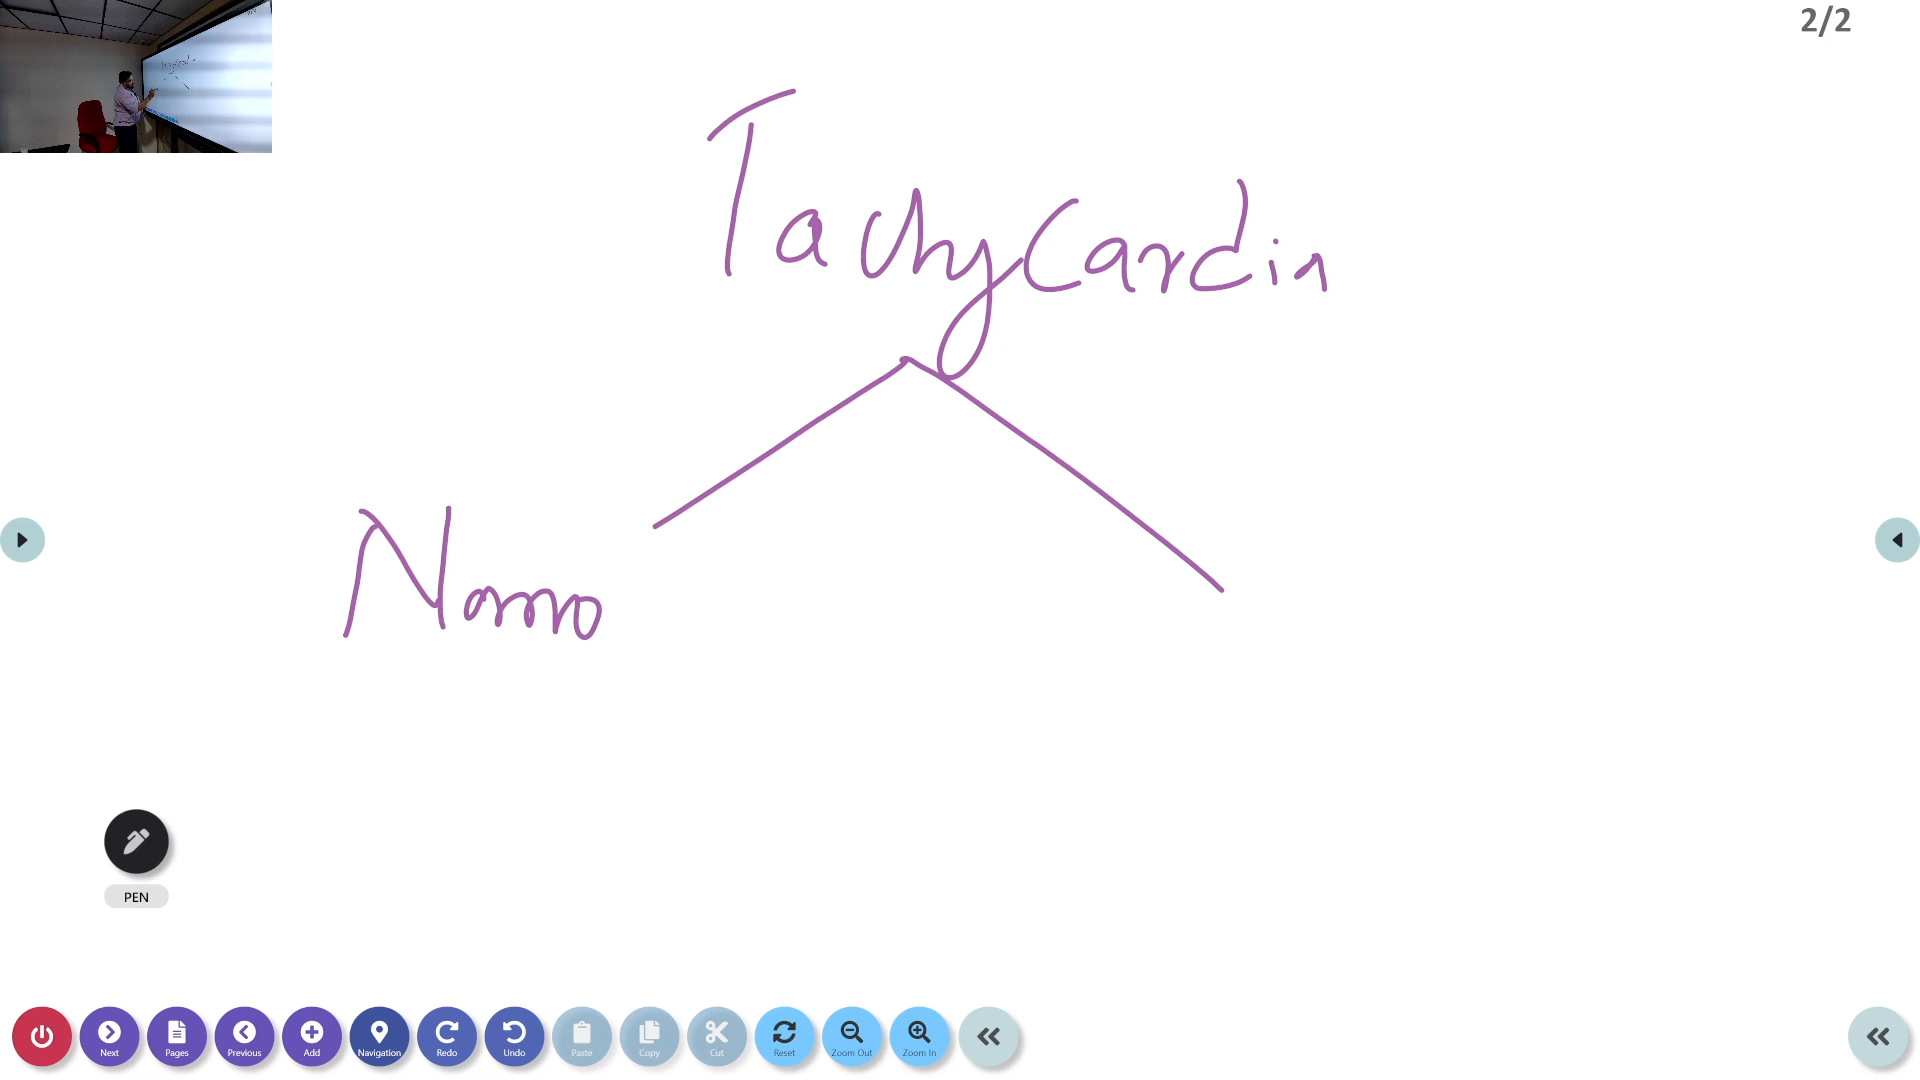 2/2
Tachycardia
PEN
Next
Pages
Previous
Add
Navigation
Redo
Undo
Paste
Copy
Cut
Reset
Zoom Out
Zoom In